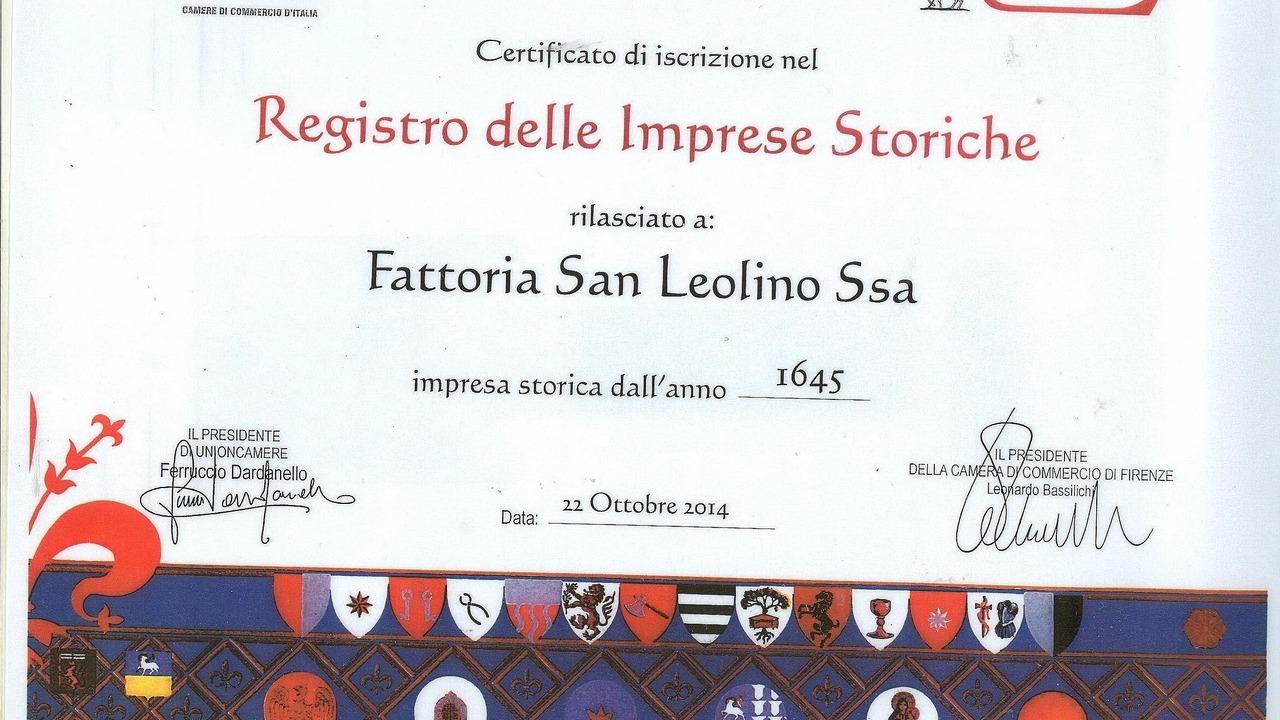 CAMERE DI COMMERCIO D'ITALIA
Certificato di iscrizione nel
Registro delle Imprese Storiche
rilasciato a:
Fattoria San Leolino Ssa
impresa storica dall'anno 1645
IL PRESIDENTE
DI UNIONCAMERE
Ferruccio Dardanello
IL PRESIDENTE
DELLA CAMERA DI COMMERCIO DI FIRENZE
Leonardo Bassilichi
Data: 22 Ottobre 2014